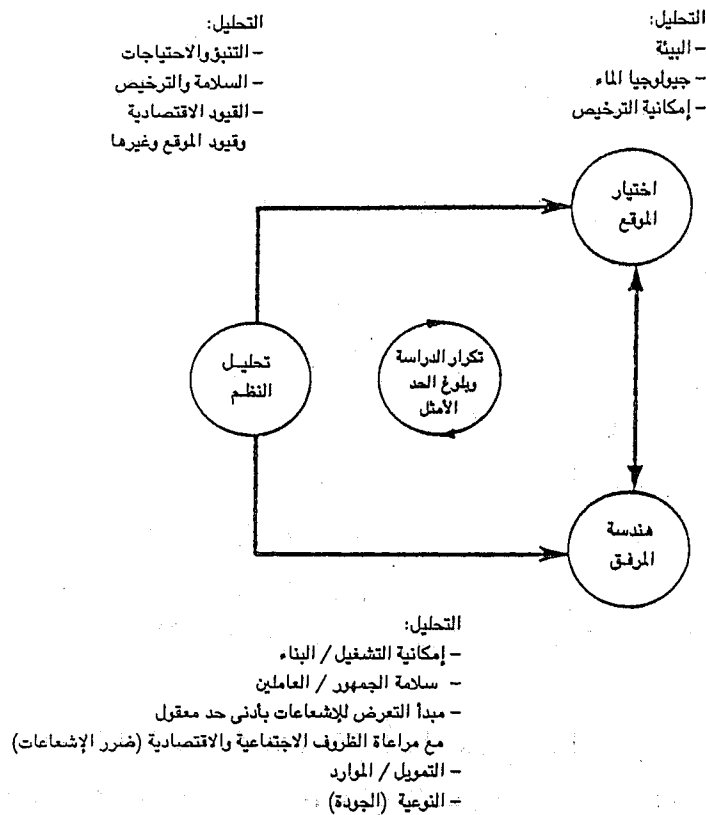 التحليل:
– البيئة
– جيولوجيا الماء
– إمكانية الترخيص
التحليل:
– التنبؤ والاحتياجات
– السلامة والترخيص
– القيود الاقتصادية
وقيود الموقع وغيرها
اختيار
الموقع
تكرار الدراسة
وبلوغ الحد
الأمثل
تحليل
النظم
هندسة
المرفق
التحليل:
– إمكانية التشغيل / البناء
– سلامة الجمهور / العاملين
– مبدأ التعرض للإشعاعات بأدنى حد معقول
مع مراعاة الظروف الاجتماعية والاقتصادية (ضرر الإشعاعات)
– التمويل / الموارد
– النوعية (الجودة)